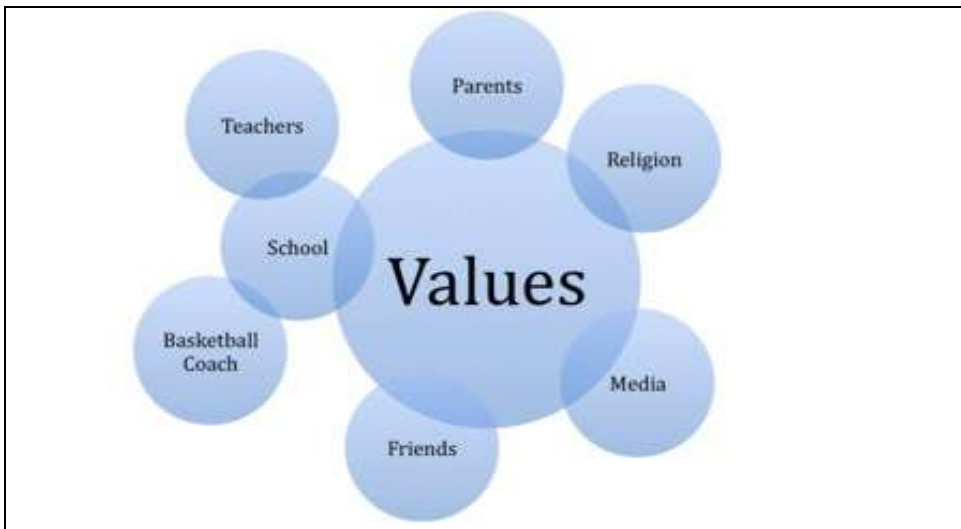 Parents
Teachers
Religion
School
Values
Basketball
Coach
Media
Friends